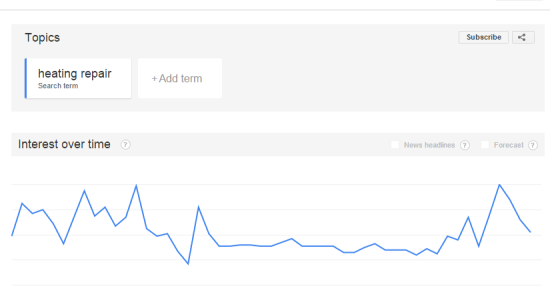 Topics
Subscribe
heating repair
Search term
+Add term
Interest over time ?
News headlines ?
Forecast ?